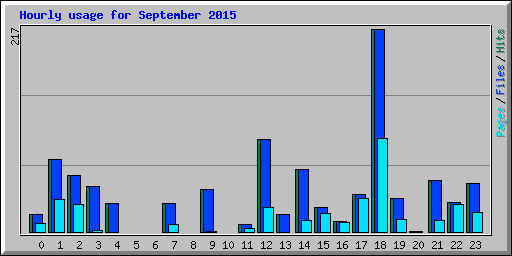 Hourly usage for September 2015
217
Pages / Files / Hits
0 1 2 3 4 5 6 7 8 9 10 11 12 13 14 15 16 17 18 19 20 21 22 23